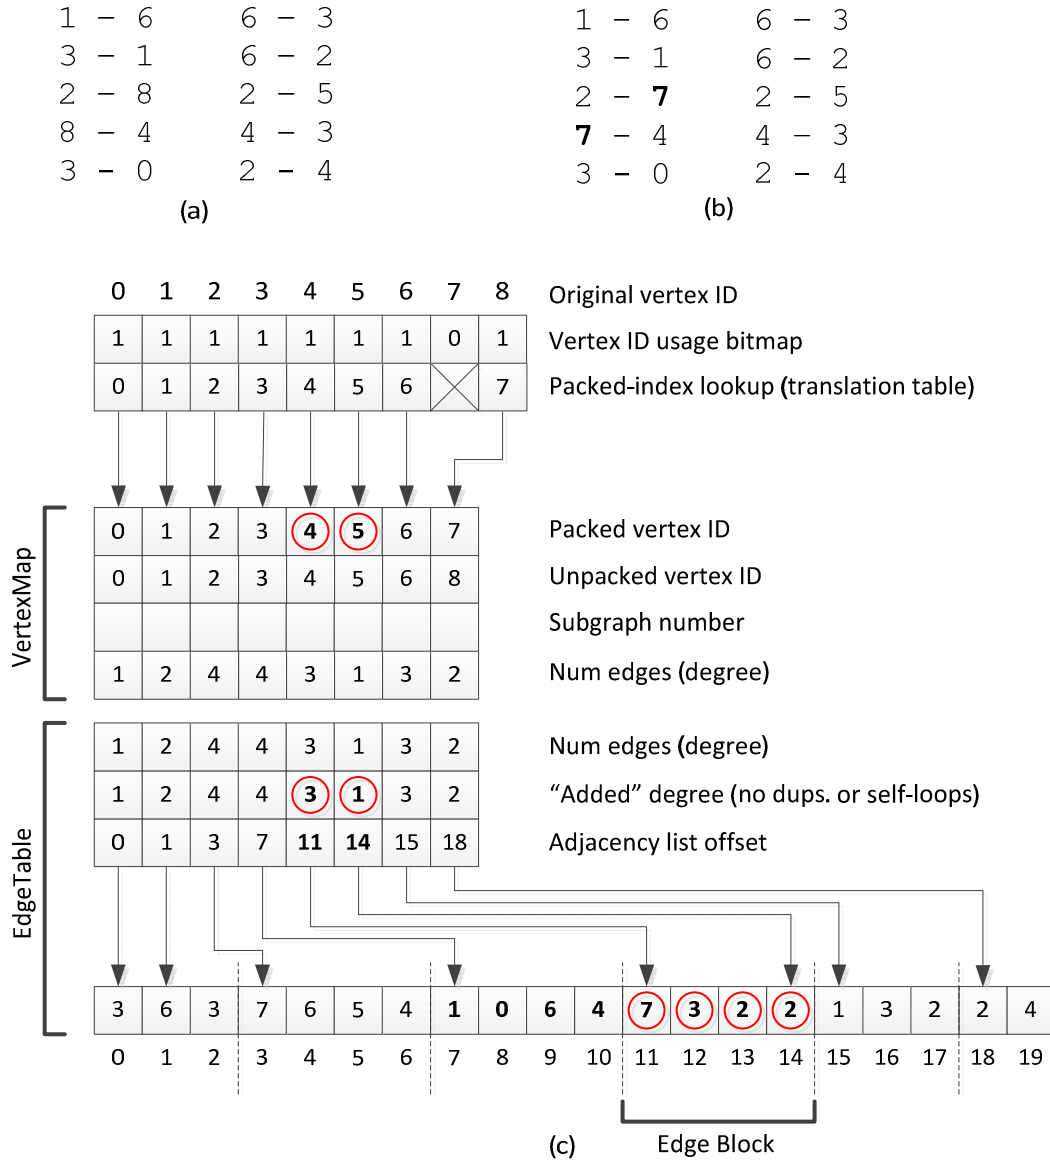 1 – 6 6 – 3
3 – 1 6 – 2
2 – 8 2 – 5
8 – 4 4 – 3
3 – 0 2 – 4
(a)
1 – 6 6 – 3
3 – 1 6 – 2
2 – 7 2 – 5
7 – 4 4 – 3
3 – 0 2 – 4
(b)
0 1 2 3 4 5 6 7 8 Original vertex ID
1 1 1 1 1 1 1 0 1 Vertex ID usage bitmap
0 1 2 3 4 5 6 7 Packed-index lookup (translation table)
VertexMap
0 1 2 3 4 5 6 7 Packed vertex ID
0 1 2 3 4 5 6 8 Unpacked vertex ID
Subgraph number
1 2 4 4 3 1 3 2 Num edges (degree)
EdgeTable
1 2 4 4 3 1 3 2 Num edges (degree)
1 2 4 4 3 1 3 2 “Added” degree (no dups. or self-loops)
0 1 3 7 11 14 15 18 Adjacency list offset
3 6 3 7 6 5 4 1 0 6 4 7 3 2 2 1 3 2 2 4
0 1 2 3 4 5 6 7 8 9 10 11 12 13 14 15 16 17 18 19
Edge Block
(c)